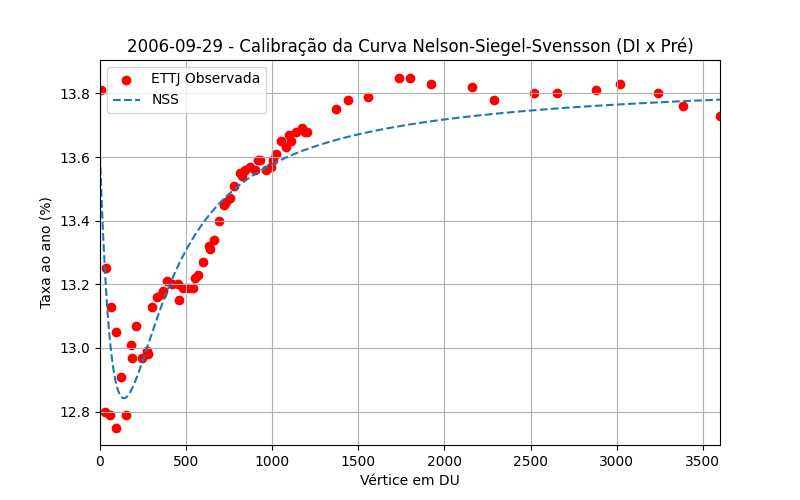 2006-09-29 - Calibração da Curva Nelson-Siegel-Svensson (DI x Pré)
ETTJ Observada
NSS
Taxa ao ano (%)
13.8
13.6
13.4
13.2
13.0
12.8
0 500 1000 1500 2000 2500 3000 3500
Vértice em DU